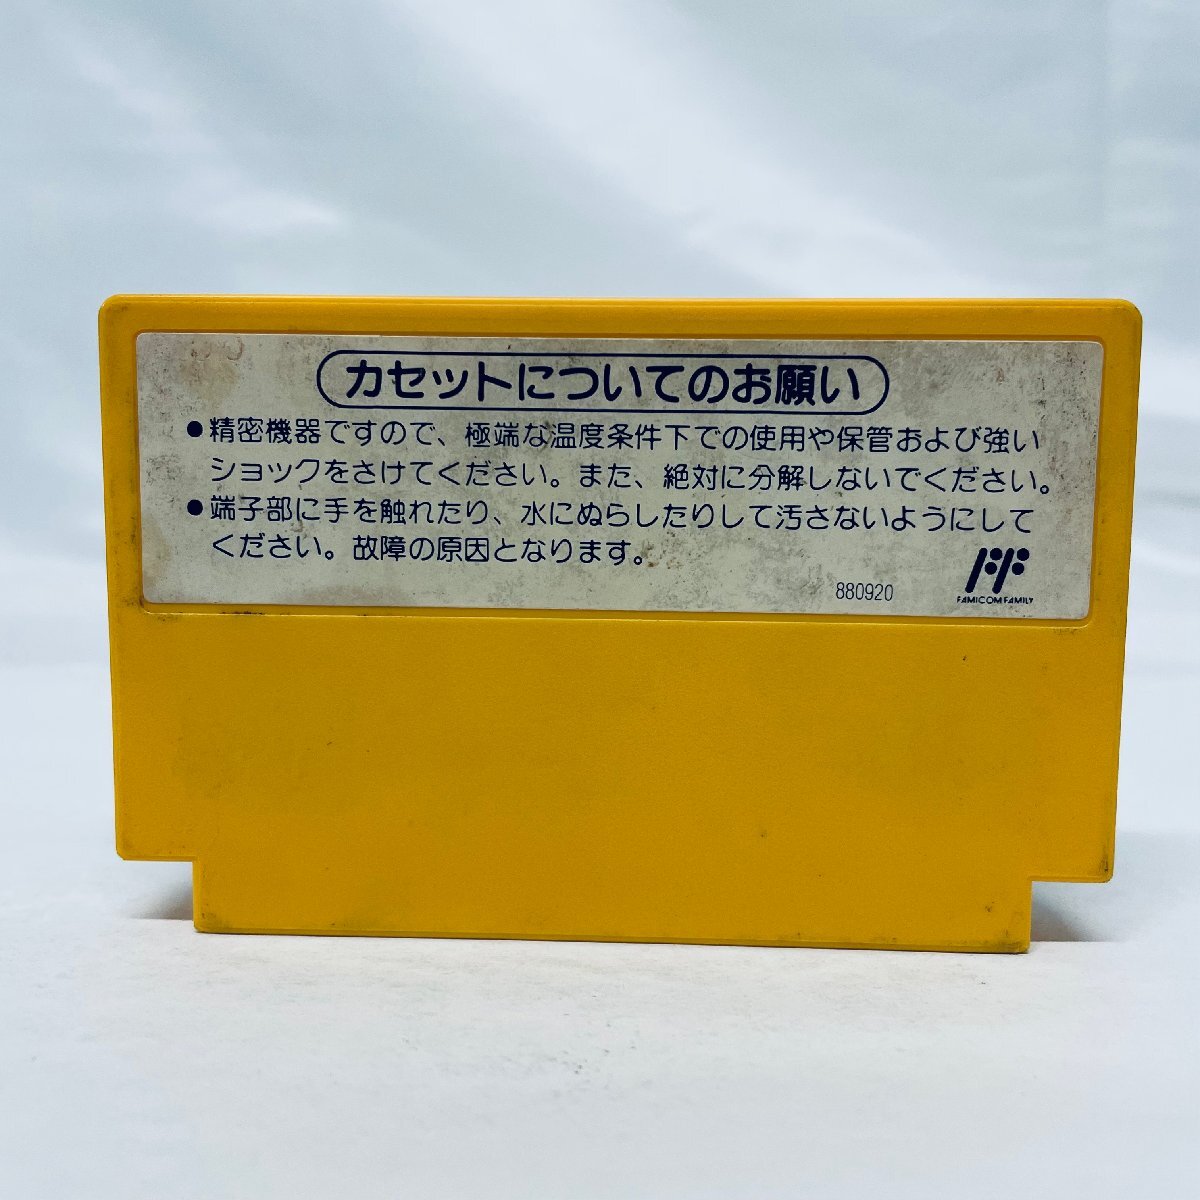 カセットについてのお願い
●精密機器ですので、極端な温度条件下での使用や保管および強い
ショックをさけてください。また、絶対に分解しないでください。
●端子部に手を触れたり、水にぬらしたりして汚さないようにして
ください。故障の原因となります。
880920
FAMICOM FAMILY